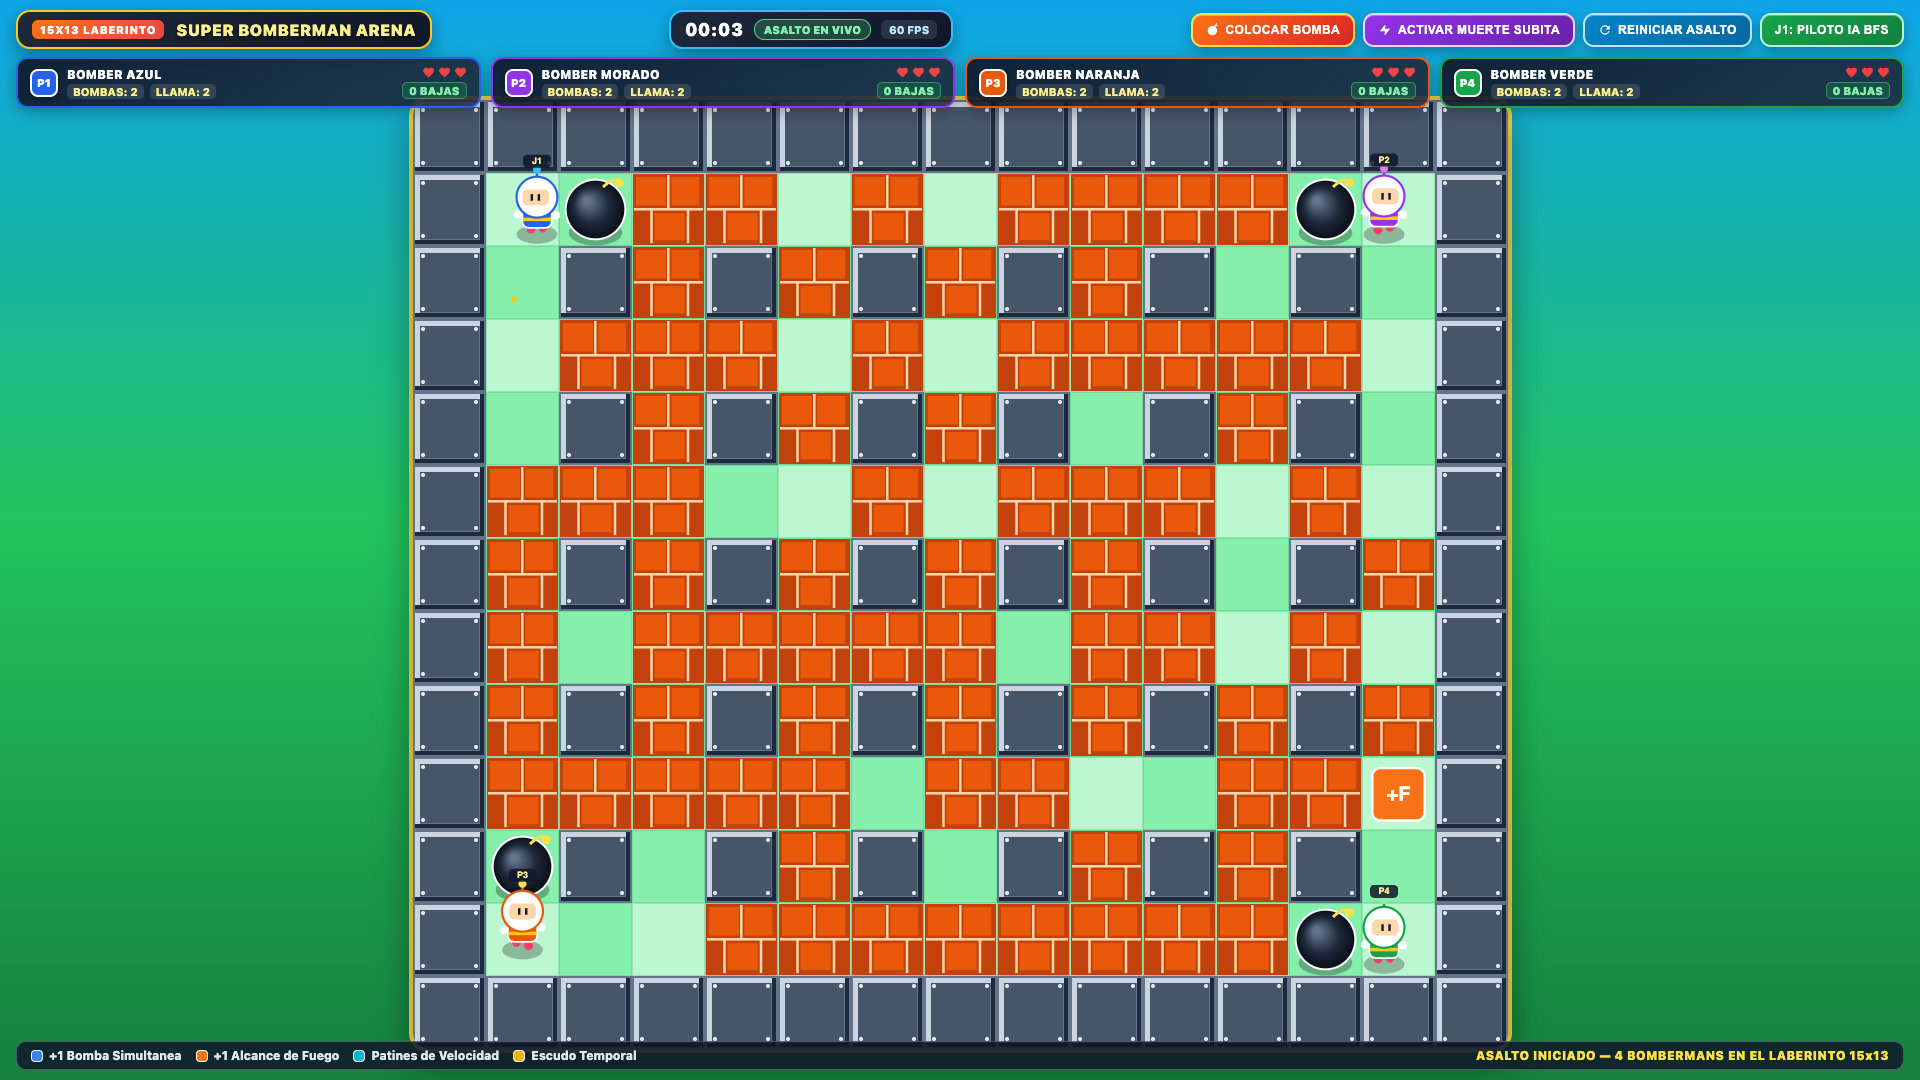 15X13 LABERINTO SUPER BOMBERMAN ARENA
00:03 ASALTO EN VIVO 60 FPS
COLOCAR BOMBA
ACTIVAR MUERTE SUBITA
REINICIAR ASALTO
J1: PILOTO IA BFS
P1 BOMBER AZUL
BOMBAS: 2 LLAMA: 2 0 BAJAS
P2 BOMBER MORADO
BOMBAS: 2 LLAMA: 2 0 BAJAS
P3 BOMBER NARANJA
BOMBAS: 2 LLAMA: 2 0 BAJAS
P4 BOMBER VERDE
BOMBAS: 2 LLAMA: 2 0 BAJAS
J1
P2
+F
P3
P4
+1 Bomba Simultanea +1 Alcance de Fuego Patines de Velocidad Escudo Temporal
ASALTO INICIADO — 4 BOMBERMANS EN EL LABERINTO 15x13